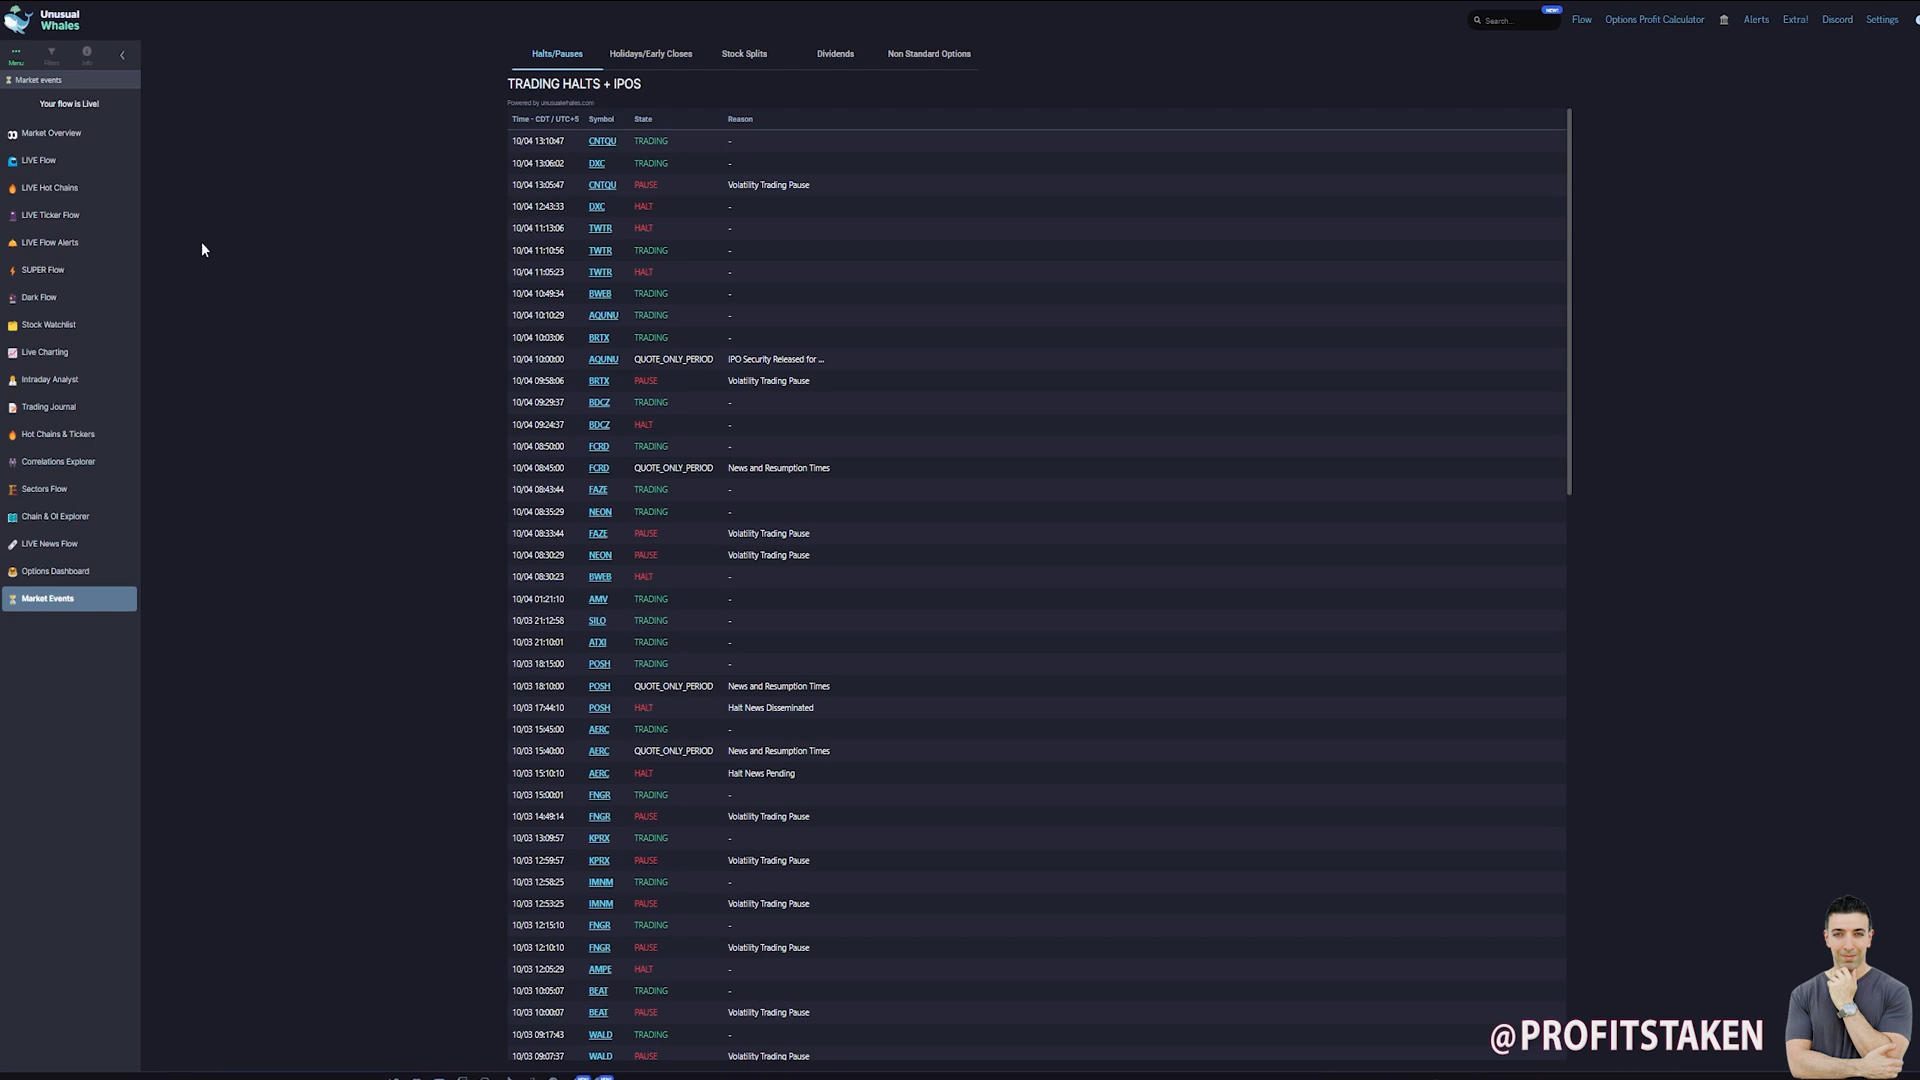 Unusual
Whales
Search...
NEW!
Flow
Options Profit Calculator
Alerts
Extra!
Discord
Settings
Menu
Filters
Info
Market events
Your flow is Live!
Market Overview
LIVE Flow
LIVE Hot Chains
LIVE Ticker Flow
LIVE Flow Alerts
SUPER Flow
Dark Flow
Stock Watchlist
Live Charting
Intraday Analyst
Trading Journal
Hot Chains & Tickers
Correlations Explorer
Sectors Flow
Chain & OI Explorer
LIVE News Flow
Options Dashboard
Market Events
Halts/Pauses Holidays/Early Closes Stock Splits Dividends Non Standard Options
TRADING HALTS + IPOS
Powered by unusualwhales.com
Time - CDT / UTC+5 Symbol State Reason
10/04 13:10:47 CNTQU TRADING -
10/04 13:06:02 DXC TRADING -
10/04 13:05:47 CNTQU PAUSE Volatility Trading Pause
10/04 12:43:33 DXC HALT -
10/04 11:13:06 TWTR HALT -
10/04 11:10:56 TWTR TRADING -
10/04 11:05:23 TWTR HALT -
10/04 10:49:34 BWEB TRADING -
10/04 10:10:29 AQUNU TRADING -
10/04 10:03:06 BRTX TRADING -
10/04 10:00:00 AQUNU QUOTE_ONLY_PERIOD IPO Security Released for ...
10/04 09:58:06 BRTX PAUSE Volatility Trading Pause
10/04 09:29:37 BDCZ TRADING -
10/04 09:24:37 BDCZ HALT -
10/04 08:50:00 FCRD TRADING -
10/04 08:45:00 FCRD QUOTE_ONLY_PERIOD News and Resumption Times
10/04 08:43:44 FAZE TRADING -
10/04 08:35:29 NEON TRADING -
10/04 08:33:44 FAZE PAUSE Volatility Trading Pause
10/04 08:30:29 NEON PAUSE Volatility Trading Pause
10/04 08:30:23 BWEB HALT -
10/04 01:21:10 AMV TRADING -
10/03 21:12:58 SILO TRADING -
10/03 21:10:01 ATXI TRADING -
10/03 18:15:00 POSH TRADING -
10/03 18:10:00 POSH QUOTE_ONLY_PERIOD News and Resumption Times
10/03 17:44:10 POSH HALT Halt News Disseminated
10/03 15:45:00 AERC TRADING -
10/03 15:40:00 AERC QUOTE_ONLY_PERIOD News and Resumption Times
10/03 15:10:10 AERC HALT Halt News Pending
10/03 15:00:01 FNGR TRADING -
10/03 14:49:14 FNGR PAUSE Volatility Trading Pause
10/03 13:09:57 KPRX TRADING -
10/03 12:59:57 KPRX PAUSE Volatility Trading Pause
10/03 12:58:25 IMNM TRADING -
10/03 12:53:25 IMNM PAUSE Volatility Trading Pause
10/03 12:15:10 FNGR TRADING -
10/03 12:10:10 FNGR PAUSE Volatility Trading Pause
10/03 12:05:29 AMPE HALT -
10/03 10:05:07 BEAT TRADING -
10/03 10:00:07 BEAT PAUSE Volatility Trading Pause
10/03 09:17:43 WALD TRADING -
10/03 09:07:37 WALD PAUSE Volatility Trading Pause
@PROFITSTAKEN